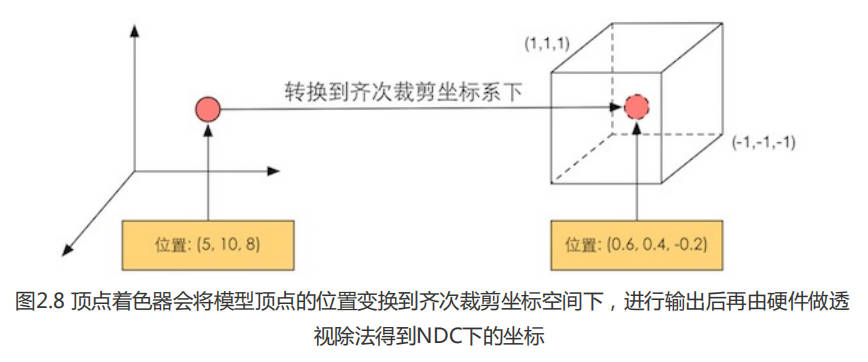 (1,1,1)
转换到齐次裁剪坐标系下
(-1,-1,-1)
位置: (5, 10, 8)
位置: (0.6, 0.4, -0.2)
图2.8 顶点着色器会将模型顶点的位置变换到齐次裁剪坐标空间下，进行输出后再由硬件做透
视除法得到NDC下的坐标